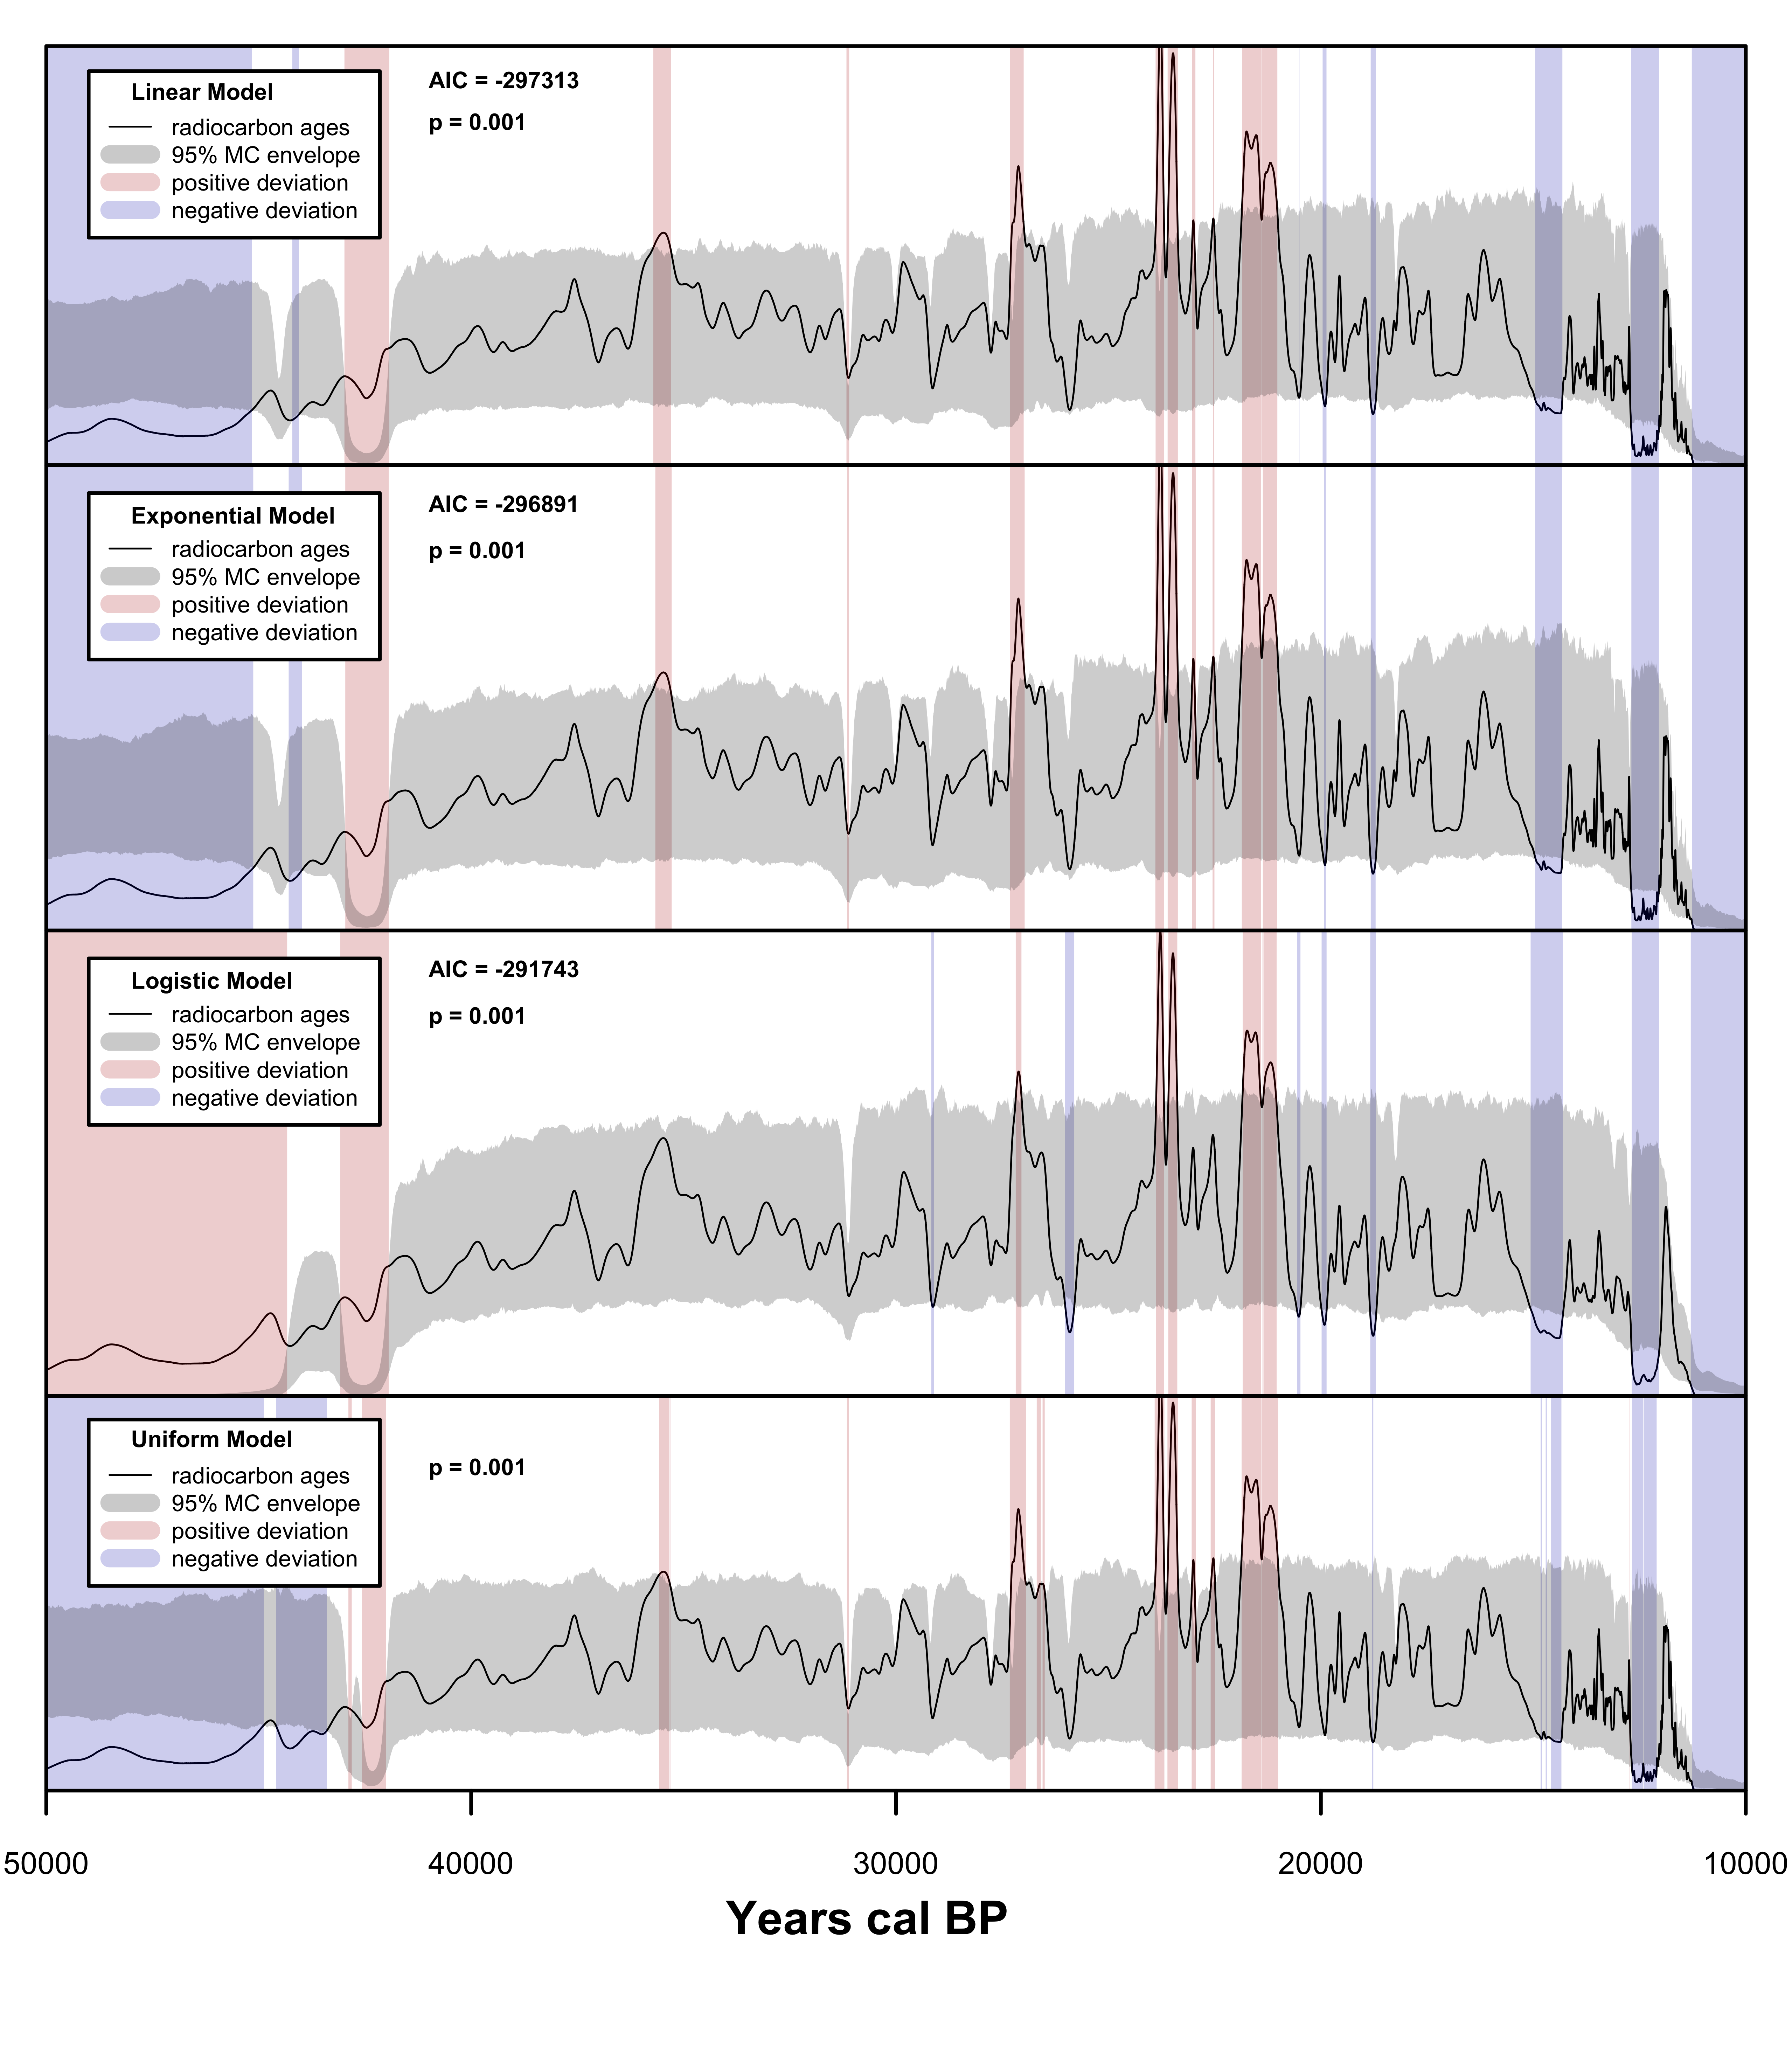 Linear Model
radiocarbon ages
95% MC envelope
positive deviation
negative deviation
AIC = -297313
p = 0.001
Exponential Model
radiocarbon ages
95% MC envelope
positive deviation
negative deviation
AIC = -296891
p = 0.001
Logistic Model
radiocarbon ages
95% MC envelope
positive deviation
negative deviation
AIC = -291743
p = 0.001
Uniform Model
radiocarbon ages
95% MC envelope
positive deviation
negative deviation
p = 0.001
50000 40000 30000 20000 10000
Years cal BP